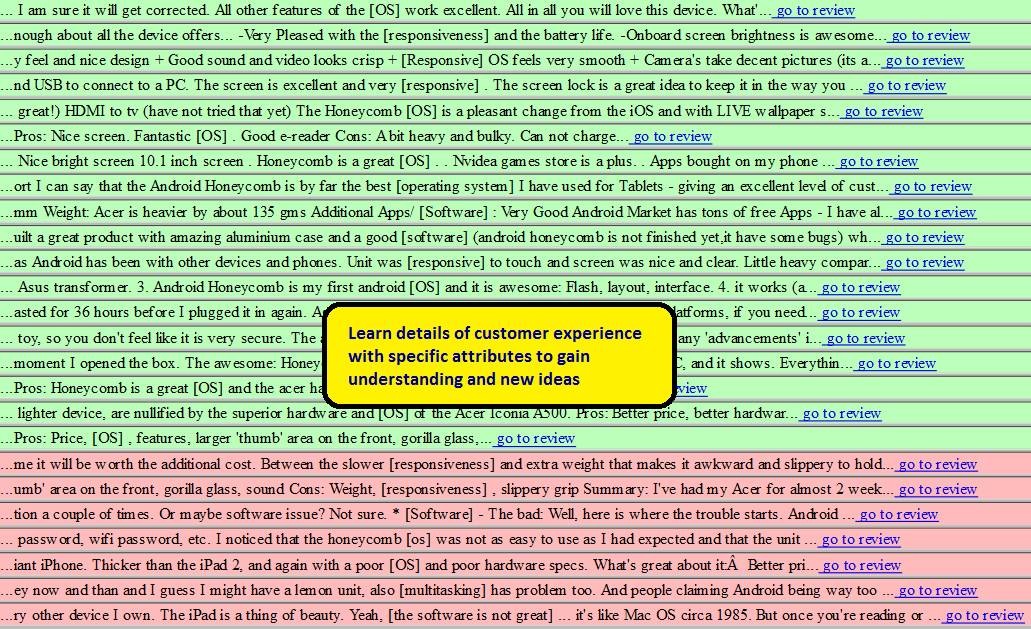 ... I am sure it will get corrected. All other features of the [OS] work excellent. All in all you will love this device. What'... go to review
...nough about all the device offers... -Very Pleased with the [responsiveness] and the battery life. -Onboard screen brightness is awesome... go to review
...y feel and nice design + Good sound and video looks crisp + [Responsive] OS feels very smooth + Camera's take decent pictures (its a... go to review
...nd USB to connect to a PC. The screen is excellent and very [responsive] . The screen lock is a great idea to keep it in the way you ... go to review
... great!) HDMI to tv (have not tried that yet) The Honeycomb [OS] is a pleasant change from the iOS and with LIVE wallpaper s... go to review
...Pros: Nice screen. Fantastic [OS] . Good e-reader Cons: A bit heavy and bulky. Can not charge... go to review
... Nice bright screen 10.1 inch screen . Honeycomb is a great [OS] . . Nvidea games store is a plus. . Apps bought on my phone ... go to review
...ort I can say that the Android Honeycomb is by far the best [operating system] I have used for Tablets - giving an excellent level of cust... go to review
...mm Weight: Acer is heavier by about 135 gms Additional Apps/ [Software] : Very Good Android Market has tons of free Apps - I have al... go to review
...uilt a great product with amazing aluminium case and a good [software] (android honeycomb is not finished yet,it have some bugs) wh... go to review
...as Android has been with other devices and phones. Unit was [responsive] to touch and screen was nice and clear. Little heavy compar... go to review
... Asus transformer. 3. Android Honeycomb is my first android [OS] and it is awesome: Flash, layout, interface. 4. it works (a... go to review
...asted for 36 hours before I plugged it in again. A latforms, if you need... go to review
... toy, so you don't feel like it is very secure. The any 'advancements' i... go to review
...moment I opened the box. The awesome: Honey C, and it shows. Everythin... go to review
...Pros: Honeycomb is a great [OS] and the acer ha view
Learn details of customer experience
with specific attributes to gain
understanding and new ideas
... lighter device, are nullified by the superior hardware and [OS] of the Acer Iconia A500. Pros: Better price, better hardwar... go to review
...Pros: Price, [OS] , features, larger 'thumb' area on the front, gorilla glass,... go to review
...me it will be worth the additional cost. Between the slower [responsiveness] and extra weight that makes it awkward and slippery to hold... go to review
...umb' area on the front, gorilla glass, sound Cons: Weight, [responsiveness] , slippery grip Summary: I've had my Acer for almost 2 week... go to review
...tion a couple of times. Or maybe software issue? Not sure. * [Software] - The bad: Well, here is where the trouble starts. Android ... go to review
... password, wifi password, etc. I noticed that the honeycomb [os] was not as easy to use as I had expected and that the unit ... go to review
...iant iPhone. Thicker than the iPad 2, and again with a poor [OS] and poor hardware specs. What's great about it:Â Better pri... go to review
...ey now and than and I guess I might have a lemon unit, also [multitasking] has problem too. And people claiming Android being way too ... go to review
...ry other device I own. The iPad is a thing of beauty. Yeah, [the software is not great] ... it's like Mac OS circa 1985. But once you're reading or ... go to review